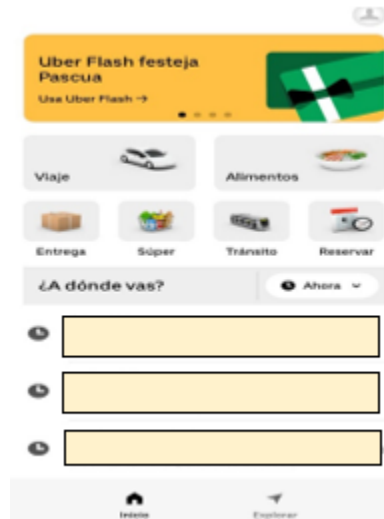 Uber Flash festeja
Pascua
Usa Uber Flash →
Viaje
Alimentos
Entrega
Súper
Tránsito
Reservar
¿A dónde vas?
Ahora
Inicio
Explorar